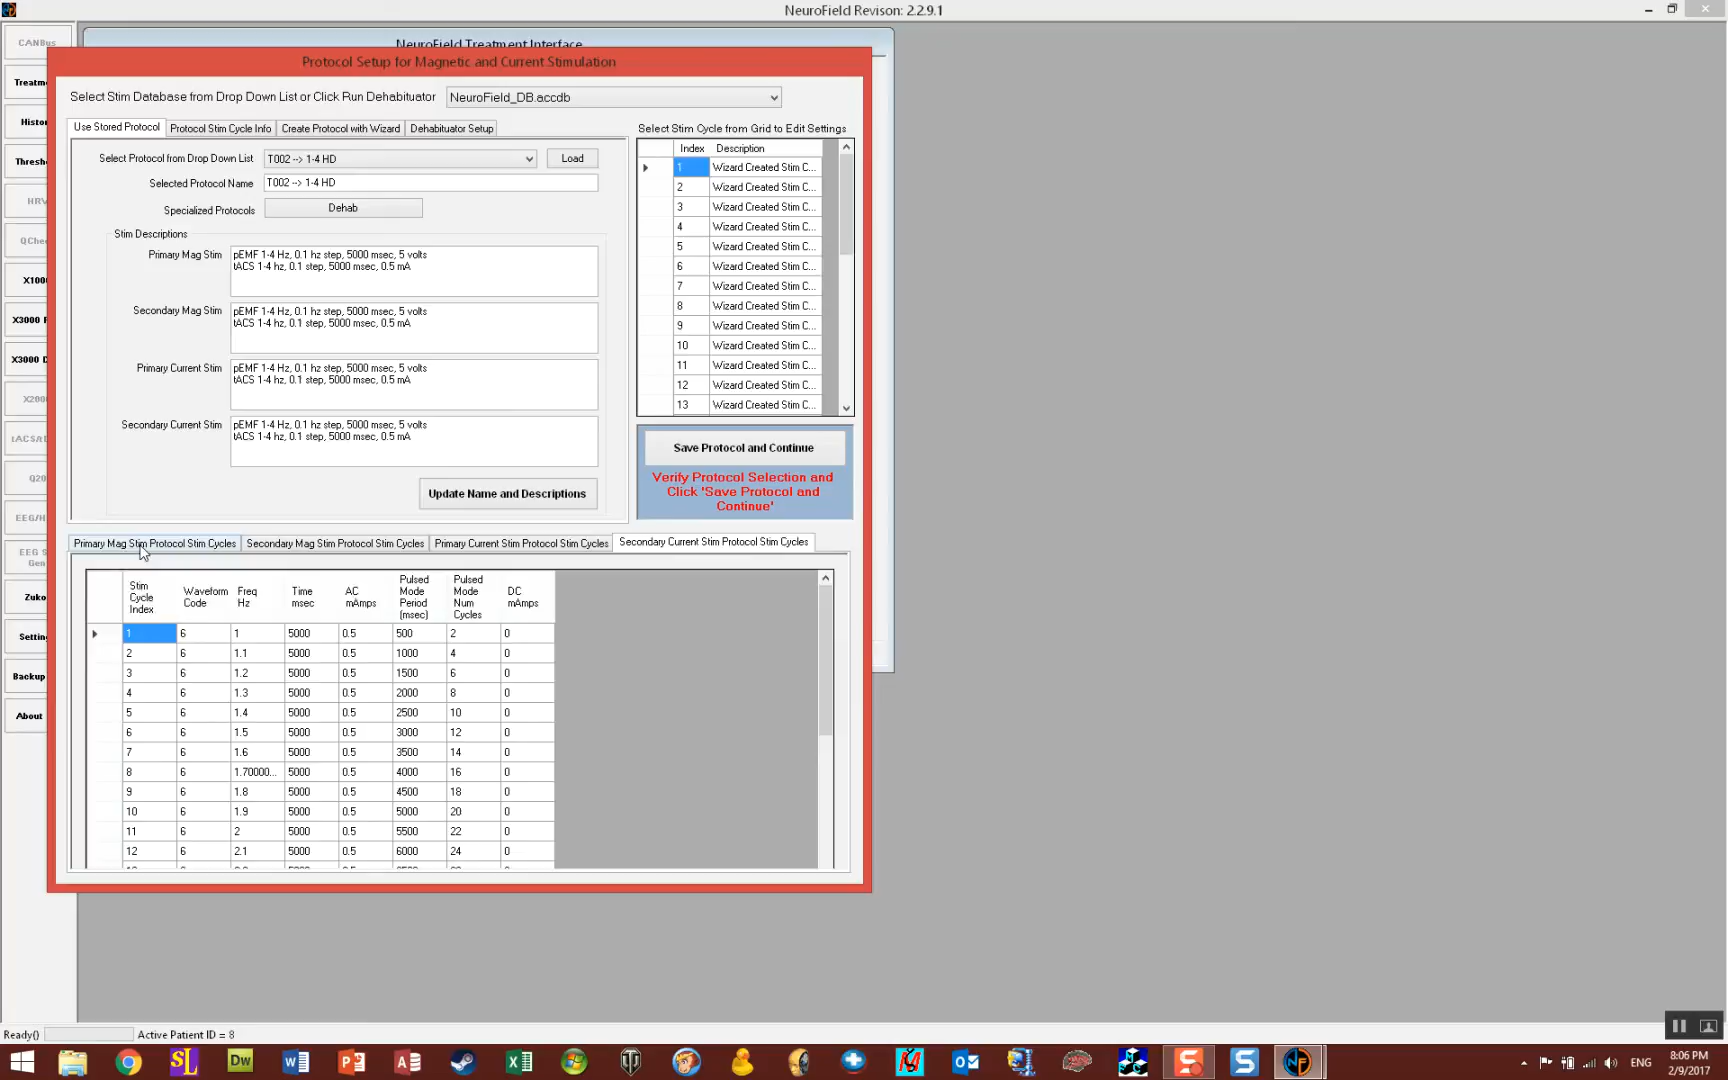 NeuroField Revison: 2.2.9.1
CANBus
NeuroField Treatment Interface
Protocol Setup for Magnetic and Current Stimulation
Treatm
Select Stim Database from Drop Down List or Click Run Dehabituator
NeuroField_DB.accdb
Histo
Use Stored Protocol
Protocol Stim Cycle Info
Create Protocol with Wizard
Dehabituator Setup
Select Stim Cycle from Grid to Edit Settings
Index Description
Thresh
Select Protocol from Drop Down List
T002 --> 1-4 HD
Load
1 Wizard Created Stim C...
Selected Protocol Name
T002 --> 1-4 HD
2 Wizard Created Stim C...
HRV
Specialized Protocols
Dehab
3 Wizard Created Stim C...
4 Wizard Created Stim C...
QChe
Stim Descriptions
5 Wizard Created Stim C...
Primary Mag Stim
pEMF 1-4 Hz, 0.1 hz step, 5000 msec, 5 volts
tACS 1-4 hz, 0.1 step, 5000 msec, 0.5 mA
6 Wizard Created Stim C...
X100
7 Wizard Created Stim C...
Secondary Mag Stim
pEMF 1-4 Hz, 0.1 hz step, 5000 msec, 5 volts
tACS 1-4 hz, 0.1 step, 5000 msec, 0.5 mA
8 Wizard Created Stim C...
X3000
9 Wizard Created Stim C...
10 Wizard Created Stim C...
X3000 D
Primary Current Stim
pEMF 1-4 Hz, 0.1 hz step, 5000 msec, 5 volts
tACS 1-4 hz, 0.1 step, 5000 msec, 0.5 mA
11 Wizard Created Stim C...
12 Wizard Created Stim C...
X200
13 Wizard Created Stim C...
Secondary Current Stim
pEMF 1-4 Hz, 0.1 hz step, 5000 msec, 5 volts
tACS 1-4 hz, 0.1 step, 5000 msec, 0.5 mA
tACS/
Save Protocol and Continue
Q20
Verify Protocol Selection and
Click 'Save Protocol and
Continue'
Update Name and Descriptions
EEG/H
Primary Mag Stim Protocol Stim Cycles
Secondary Mag Stim Protocol Stim Cycles
Primary Current Stim Protocol Stim Cycles
Secondary Current Stim Protocol Stim Cycles
EEG S
Gen
Zuko
Settin
Backup
About
Stim Cycle Index
Waveform Code
Freq Hz
Time msec
AC mAmps
Pulsed Mode Period (msec)
Pulsed Mode Num Cycles
DC mAmps
1 6 1 5000 0.5 500 2 0
2 6 1.1 5000 0.5 1000 4 0
3 6 1.2 5000 0.5 1500 6 0
4 6 1.3 5000 0.5 2000 8 0
5 6 1.4 5000 0.5 2500 10 0
6 6 1.5 5000 0.5 3000 12 0
7 6 1.6 5000 0.5 3500 14 0
8 6 1.70000... 5000 0.5 4000 16 0
9 6 1.8 5000 0.5 4500 18 0
10 6 1.9 5000 0.5 5000 20 0
11 6 2 5000 0.5 5500 22 0
12 6 2.1 5000 0.5 6000 24 0
Ready()
Active Patient ID = 8
SL
Dw
ENG
8:06 PM
2/9/2017